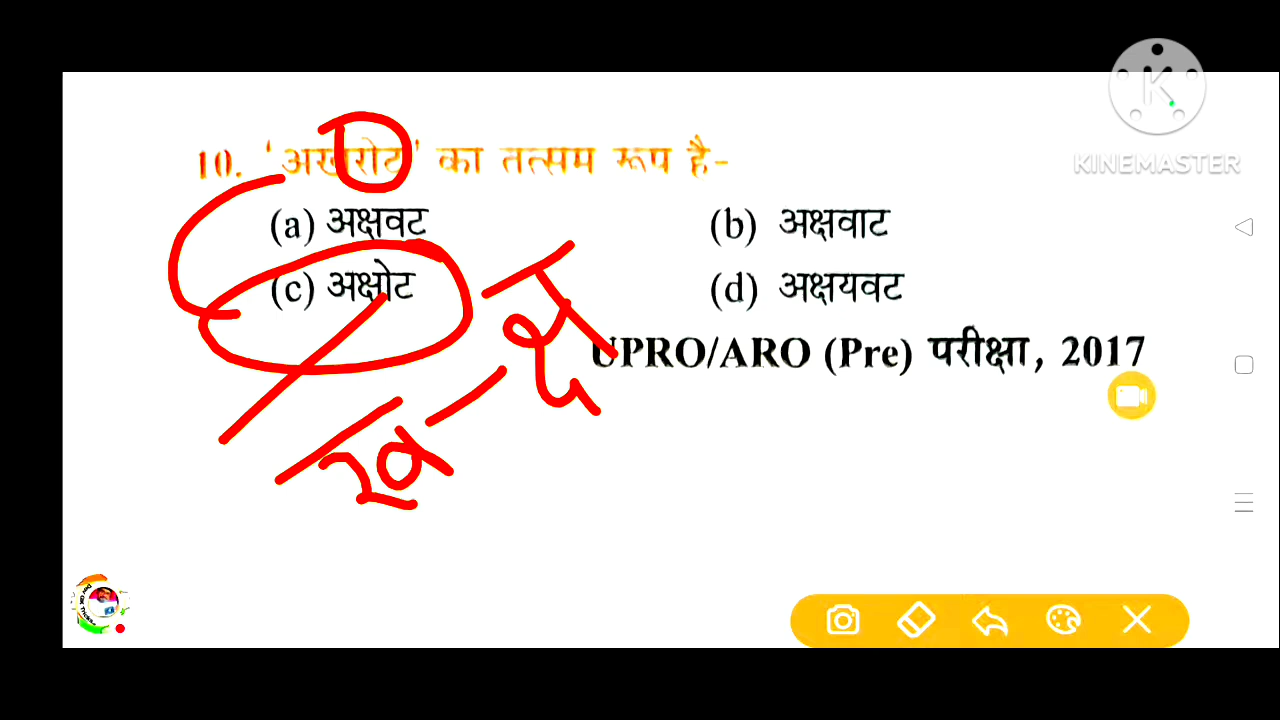 KINEMASTER
10. 'अखरोट' का तत्सम रूप है-
(a) अक्षवट (b) अक्षवाट
(c) अक्षोट (d) अक्षयवट
UPRO/ARO (Pre) परीक्षा, 2017
ख - क्ष